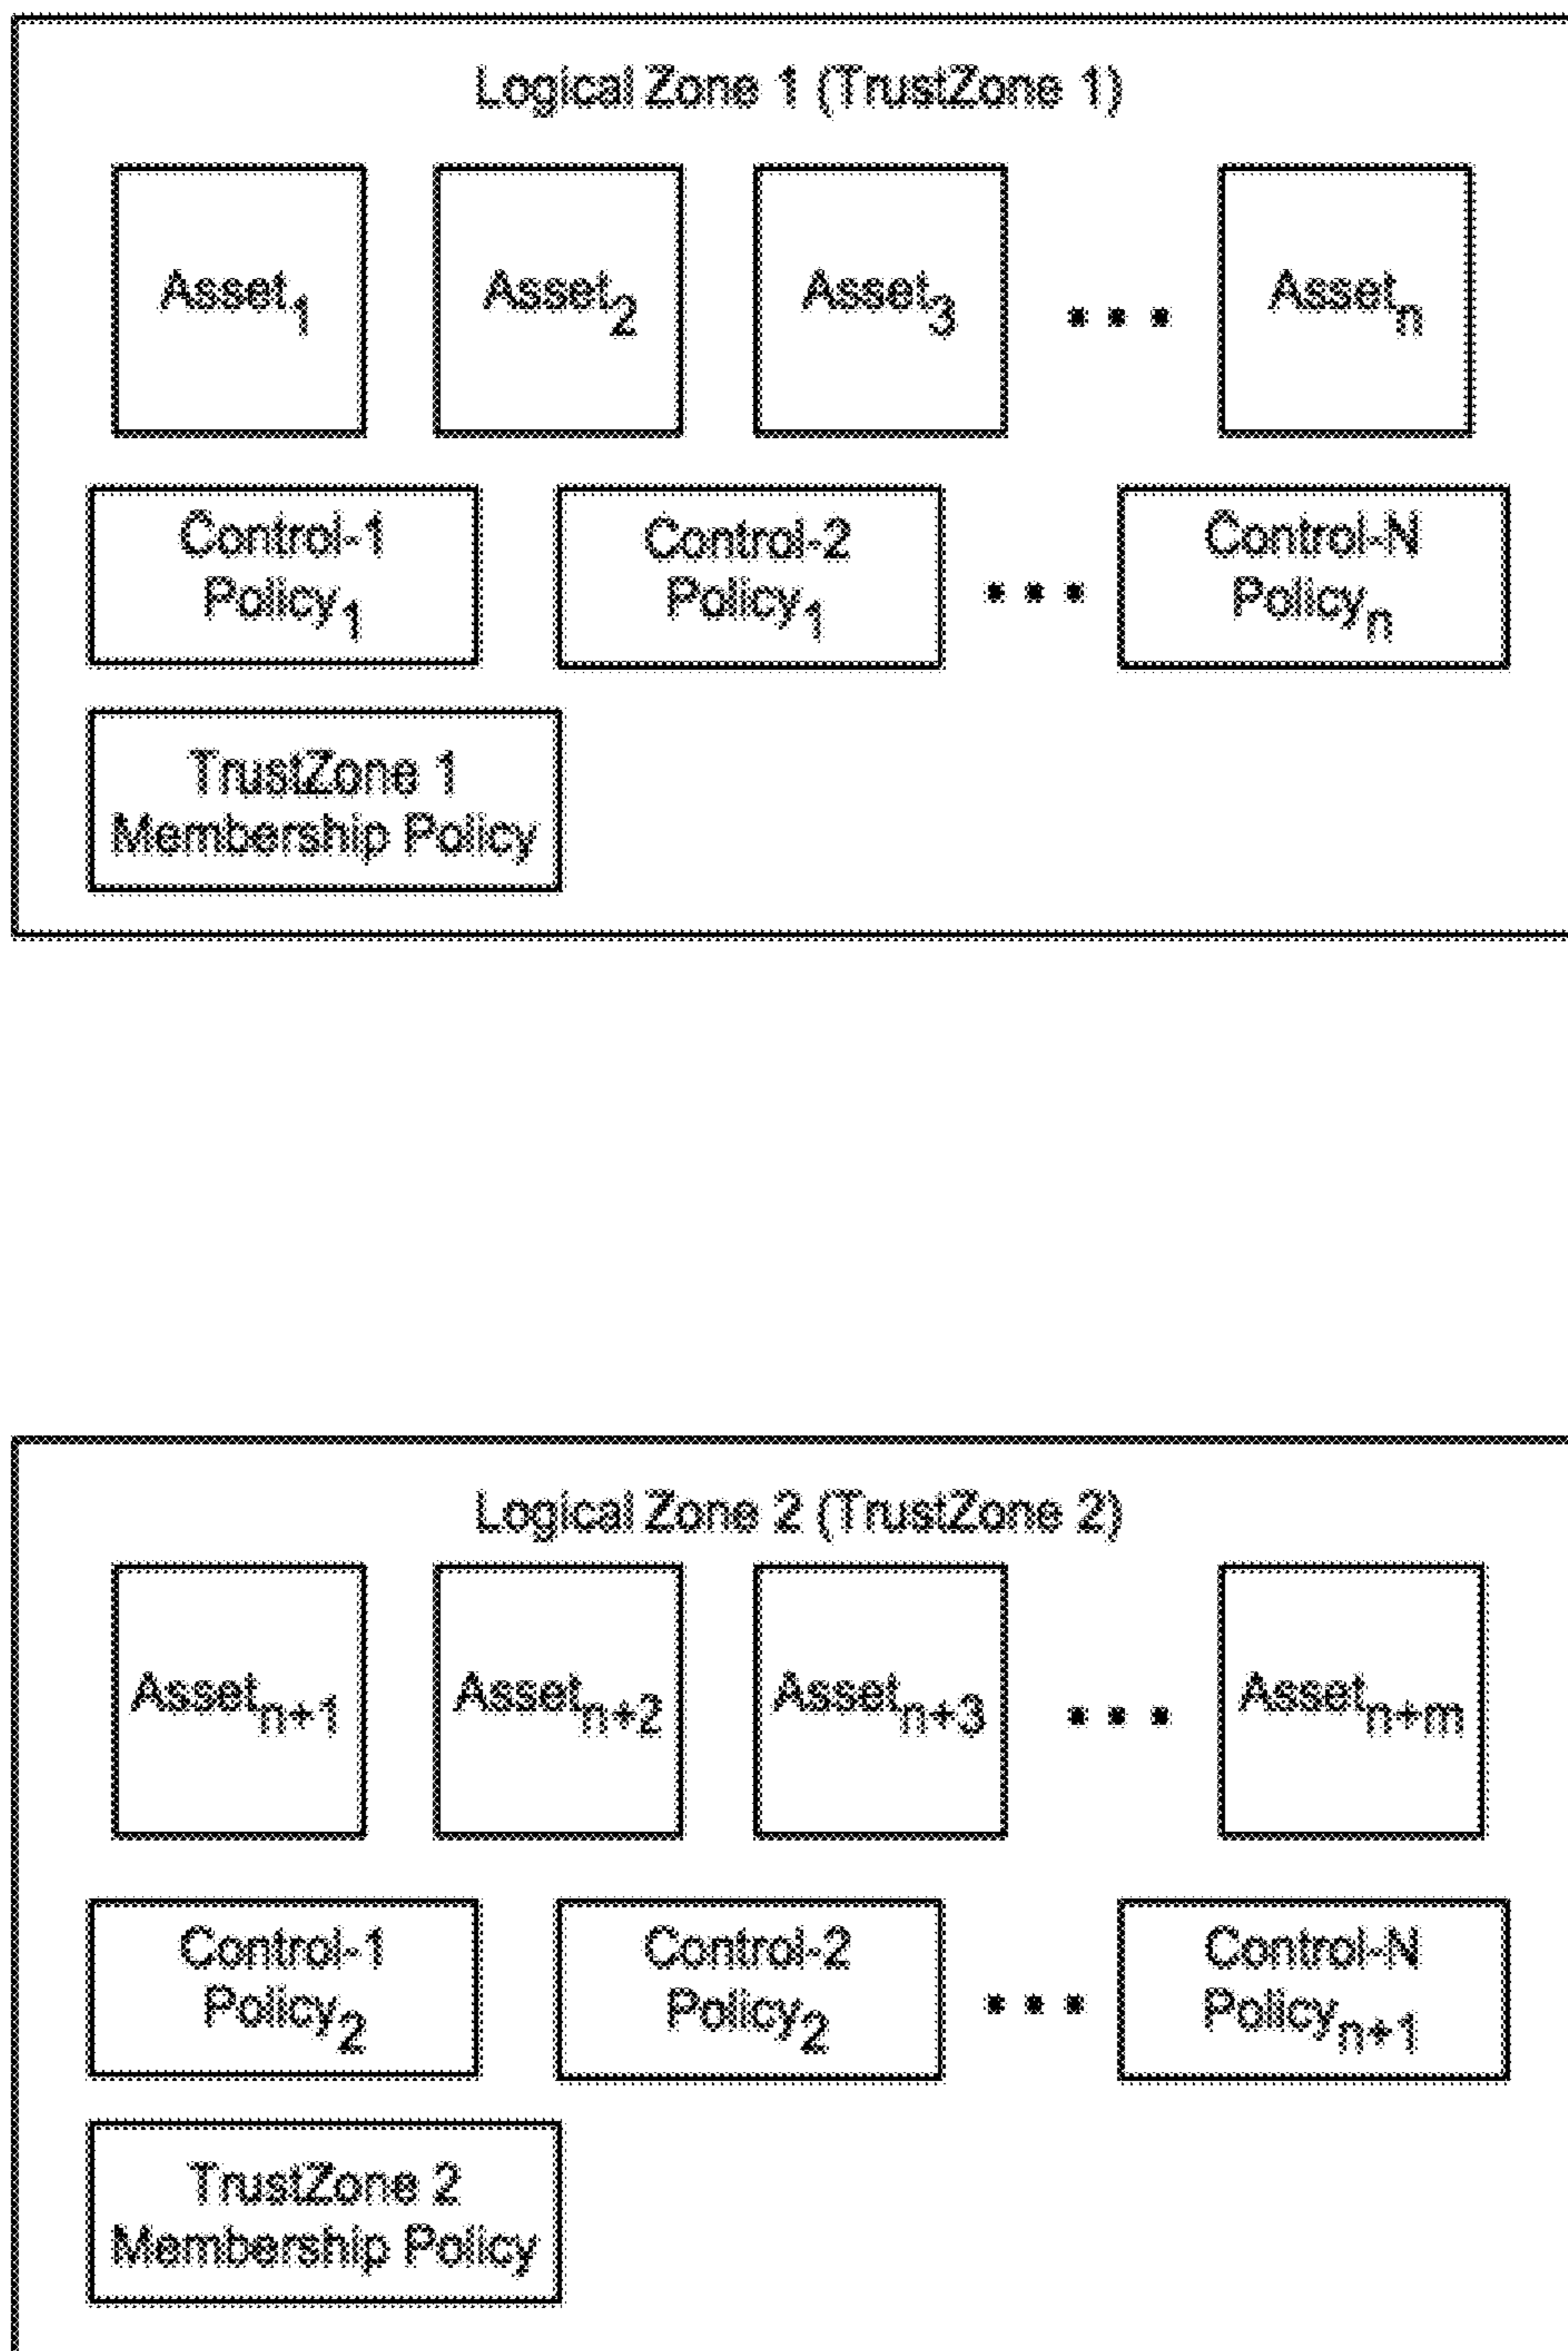 Logical Zone 1 (TrustZone 1)
Asset₁ Asset₂ Asset₃ ... Assetₙ
Control-1 Control-2 Control-N
Policy₁ Policy₁ ... Policyₙ
TrustZone 1
Membership Policy
Logical Zone 2 (TrustZone 2)
Assetₙ₊₁ Assetₙ₊₂ Assetₙ₊₃ ... Assetₙ₊ₘ
Control-1 Control-2 Control-N
Policy₂ Policy₂ ... Policyₙ₊₁
TrustZone 2
Membership Policy